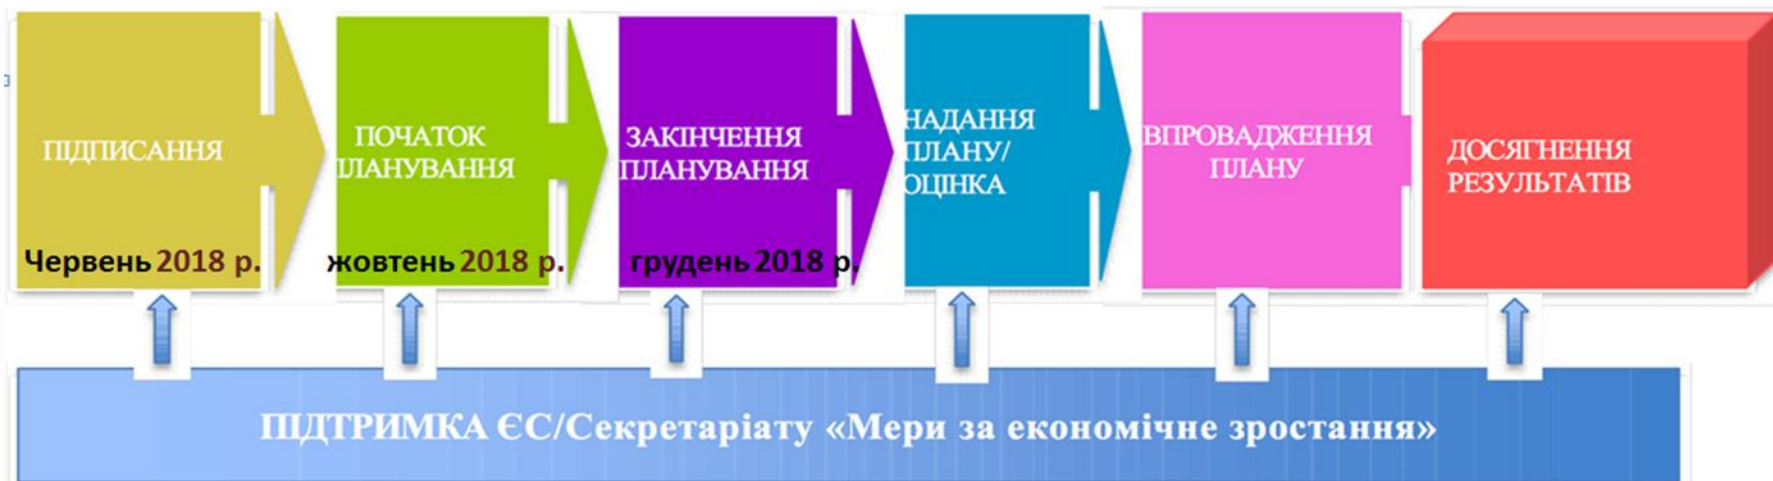 ПІДПИСАННЯ
Червень 2018 р.
ПОЧАТОК
ПЛАНУВАННЯ
жовтень 2018 р.
ЗАКІНЧЕННЯ
ПЛАНУВАННЯ
грудень 2018 р.
НАДАННЯ
ПЛАНУ/
ОЦІНКА
ВПРОВАДЖЕННЯ
ПЛАНУ
ДОСЯГНЕННЯ
РЕЗУЛЬТАТІВ
ПІДТРИМКА ЄС/Секретаріату «Мери за економічне зростання»